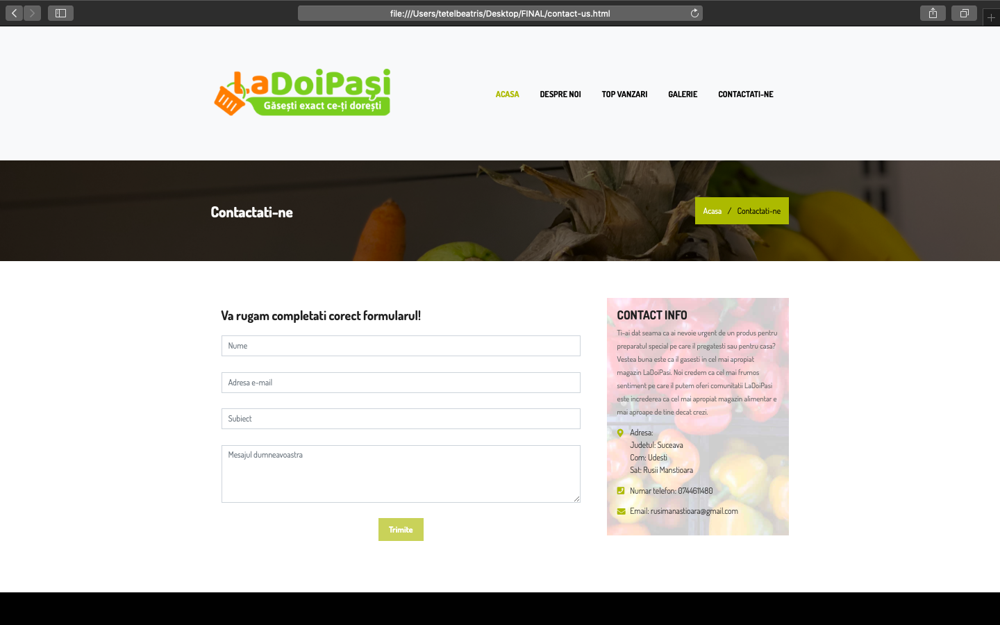 file:///Users/tetelbeatris/Desktop/FINAL/contact-us.html
LaDoiPași
Găsești exact ce-ți dorești
ACASA DESPRE NOI TOP VANZARI GALERIE CONTACTATI-NE
Contactati-ne
Acasa / Contactati-ne
Va rugam completati corect formularul!
Nume
Adresa e-mail
Subiect
Mesajul dumneavoastra
Trimite
CONTACT INFO
Ti-ai dat seama ca ai nevoie urgent de un produs pentru
preparatul special pe care il pregatesti sau pentru casa?
Vestea buna este ca il gasesti in cel mai apropiat
magazin LaDoiPasi. Noi credem ca cel mai frumos
sentiment pe care il putem oferi comunitatii LaDoiPasi
este increderea ca cel mai apropiat magazin alimentar e
mai aproape de tine decat crezi.
Adresa:
Judetul: Suceava
Com: Udesti
Sat: Rusii Manstioara
Numar telefon: 0744611480
Email: rusimanastioara@gmail.com